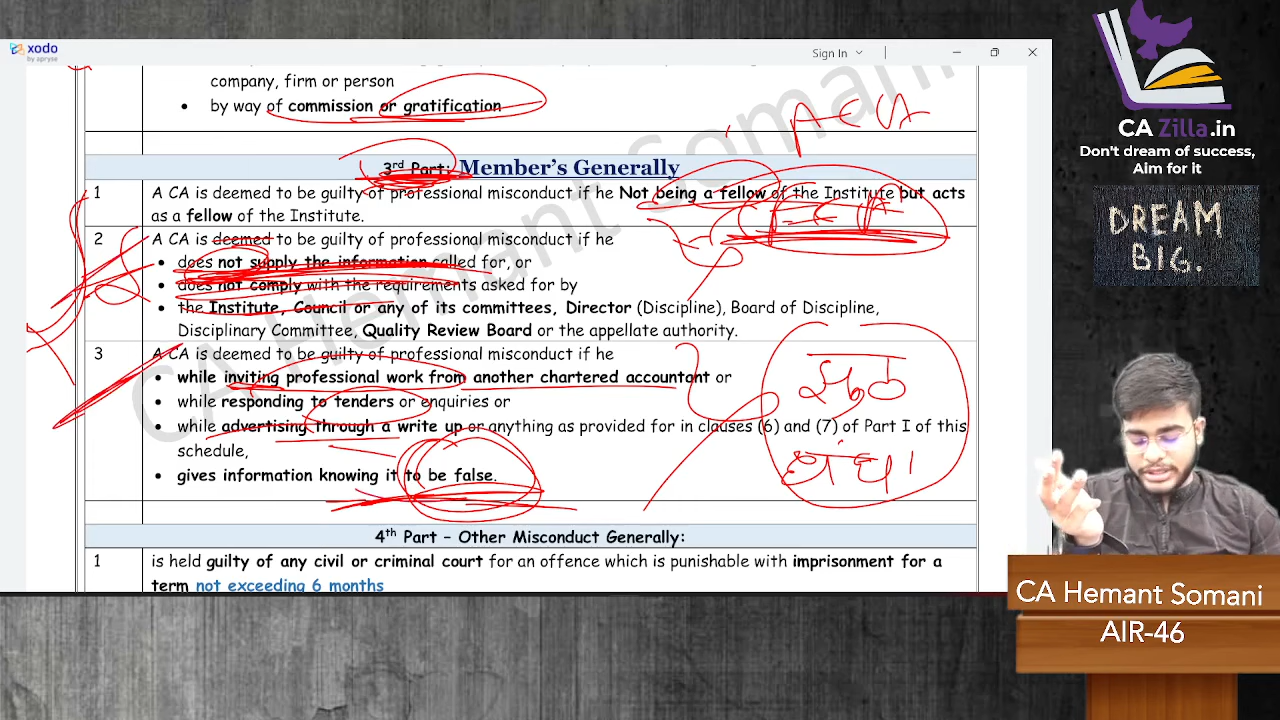 xodo
by apryse
Sign In
company, firm or person
• by way of commission or gratification
3rd Part: Member's Generally
1 A CA is deemed to be guilty of professional misconduct if he Not being a fellow of the Institute but acts
as a fellow of the Institute.
2 A CA is deemed to be guilty of professional misconduct if he
• does not supply the information called for, or
• does not comply with the requirements asked for by
• the Institute, Council or any of its committees, Director (Discipline), Board of Discipline,
Disciplinary Committee, Quality Review Board or the appellate authority.
3 A CA is deemed to be guilty of professional misconduct if he
• while inviting professional work from another chartered accountant or
• while responding to tenders or enquiries or
• while advertising through a write up or anything as provided for in clauses (6) and (7) of Part I of this
schedule,
• gives information knowing it to be false.
4th Part – Other Misconduct Generally:
1 is held guilty of any civil or criminal court for an offence which is punishable with imprisonment for a
term not exceeding 6 months
CA Hemant Somani
CA Zilla.in
Don't dream of success,
Aim for it
DREAM
BIG.
CA Hemant Somani
AIR-46